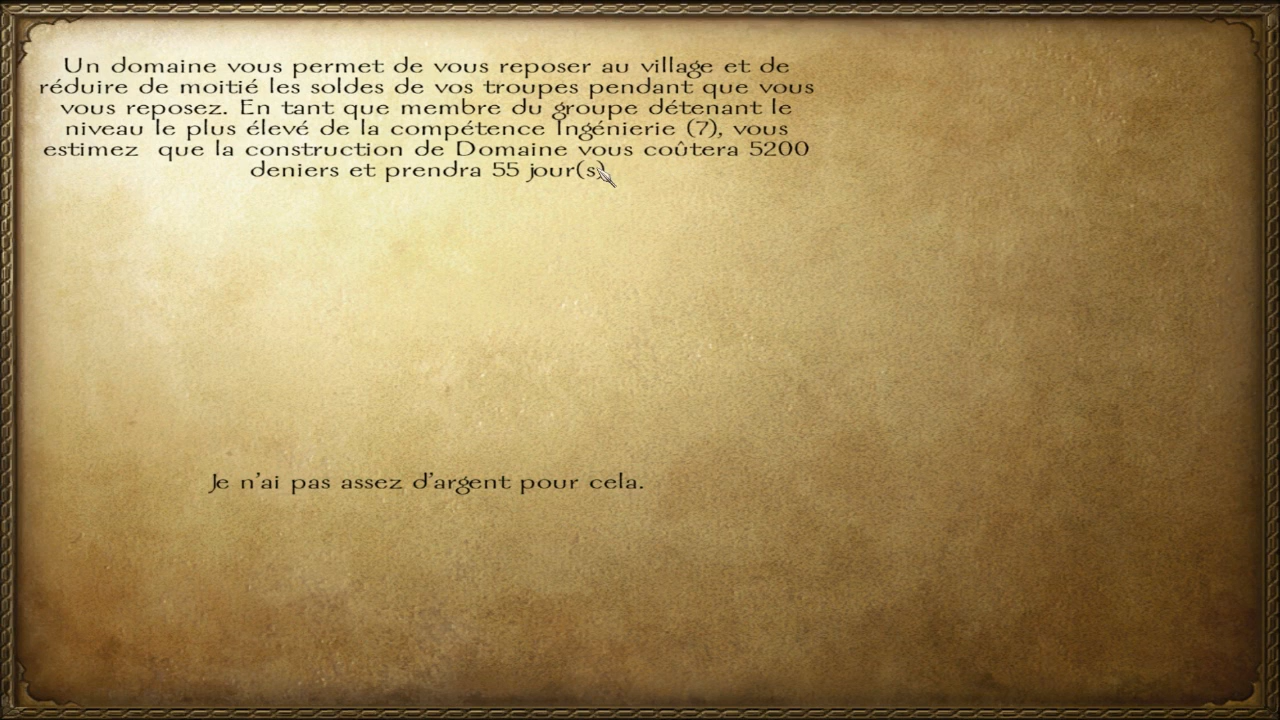 Un domaine vous permet de vous reposer au village et de
réduire de moitié les soldes de vos troupes pendant que vous
vous reposez. En tant que membre du groupe détenant le
niveau le plus élevé de la compétence Ingénierie (7), vous
estimez  que la construction de Domaine vous coûtera 5200
deniers et prendra 55 jour(s)
Je n'ai pas assez d'argent pour cela.